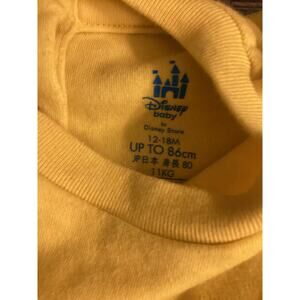 Disney
baby
by
Disney Store
12-18M
UP TO 86cm
JP日本 身長 80
11KG